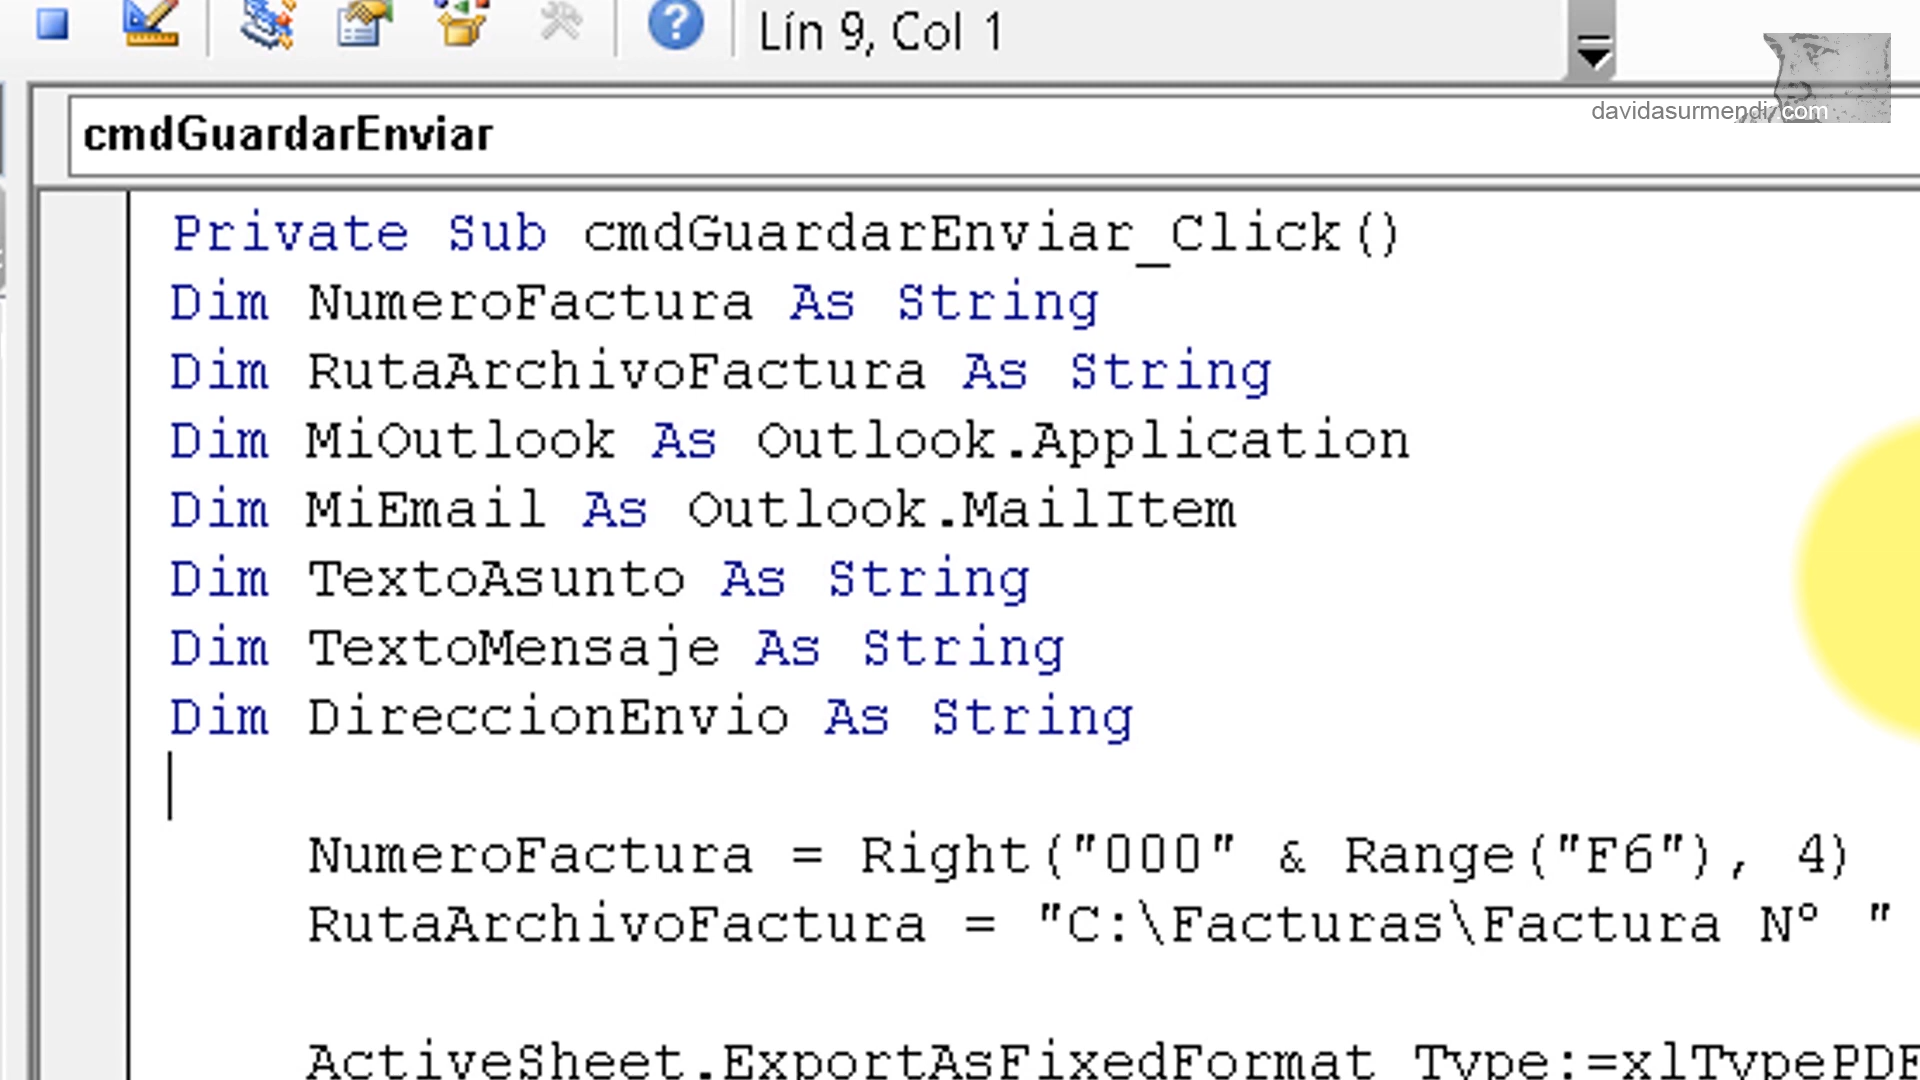 Lín 9, Col 1
davidasurmendi.com
cmdGuardarEnviar
Private Sub cmdGuardarEnviar_Click()
Dim NumeroFactura As String
Dim RutaArchivoFactura As String
Dim MiOutlook As Outlook.Application
Dim MiEmail As Outlook.MailItem
Dim TextoAsunto As String
Dim TextoMensaje As String
Dim DireccionEnvio As String
NumeroFactura = Right("000" & Range("F6"), 4)
RutaArchivoFactura = "C:\Facturas\Factura Nº "
ActiveSheet.ExportAsFixedFormat Type:=xlTypePDF